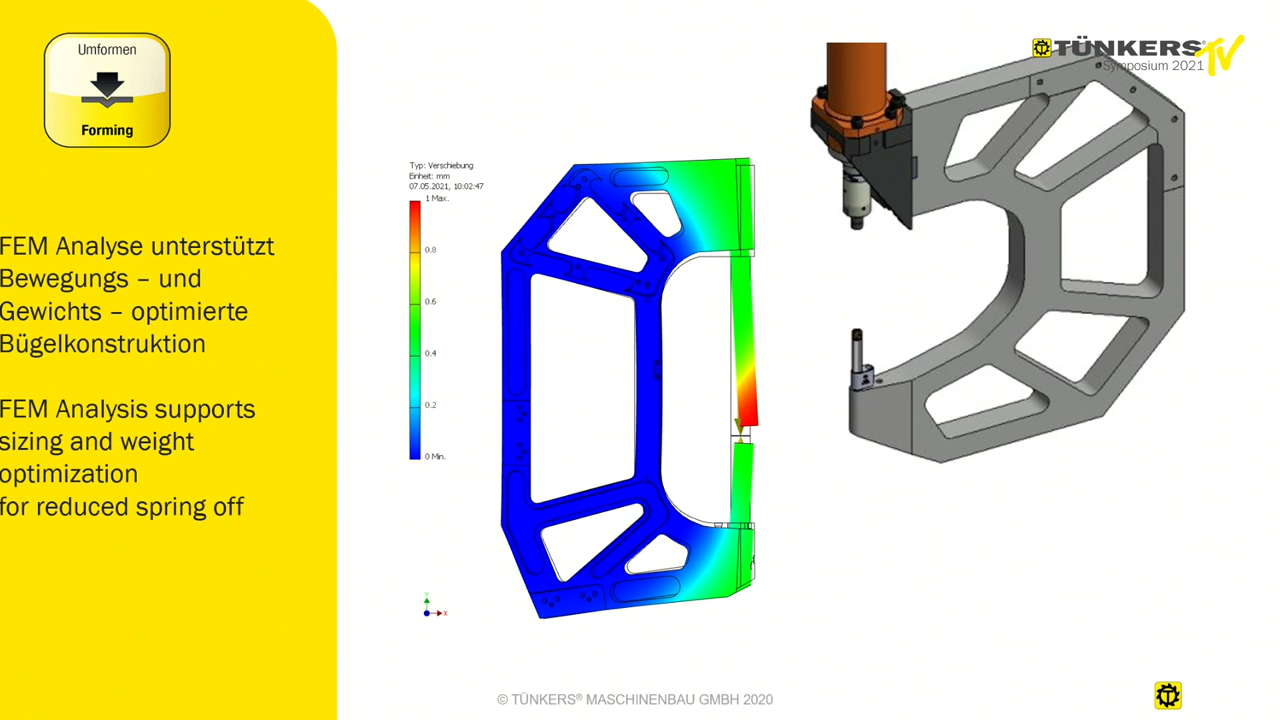 Umformen
Forming
TÜNKERS® TV
Symposium 2021
FEM Analyse unterstützt
Bewegungs – und
Gewichts – optimierte
Bügelkonstruktion
FEM Analysis supports
sizing and weight
optimization
for reduced spring off
Typ: Verschiebung
Einheit: mm
07.05.2021, 10:02:47
1 Max.
0.8
0.6
0.4
0.2
0 Min.
Y
X
© TÜNKERS® MASCHINENBAU GMBH 2020